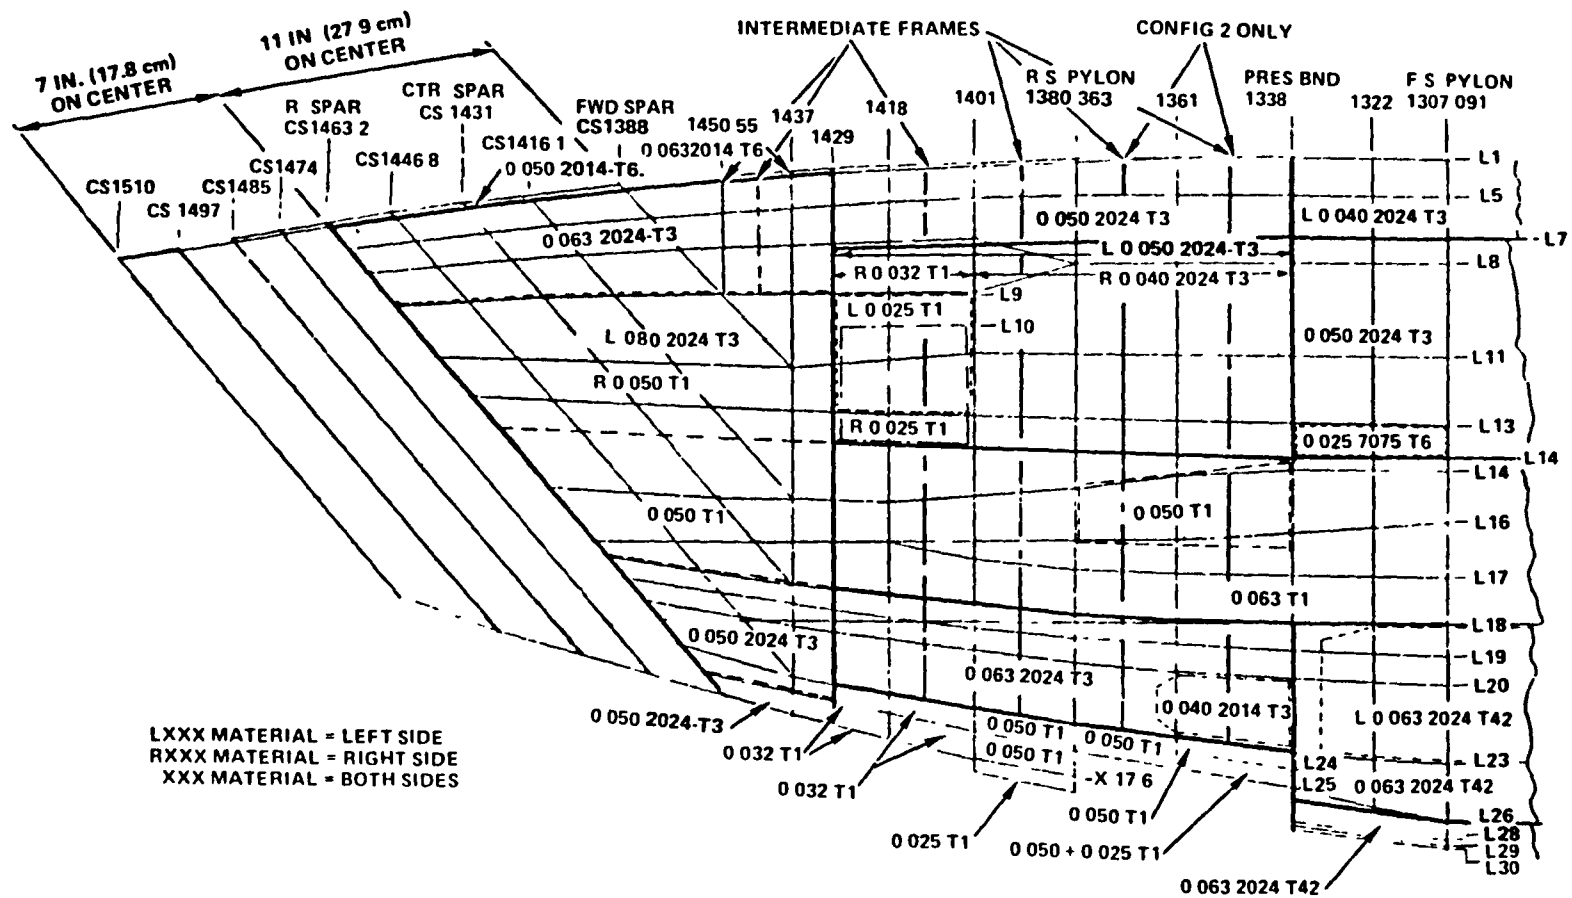 INTERMEDIATE FRAMES
CONFIG 2 ONLY
11 IN (27 9 cm)
ON CENTER
7 IN. (17.8 cm)
ON CENTER
R SPAR
CS1463 2
CTR SPAR
CS 1431
FWD SPAR
CS1388
R S PYLON
1380 363
PRES BND
1338
F S PYLON
1307 091
1450 55
1437
1429
1418
1401
1361
1322
CS1510
CS 1497
CS1485
CS1474
CS1446 8
CS1416 1
0 050 2014-T6.
0 0632014 T6
L1
L5
L7
L8
L9
L10
L11
L13
L14
L14
L16
L17
L18
L19
L20
L23
L24
L25
L26
L28
L29
L30
0 063 2024-T3
0 050 2024 T3
L 0 040 2024 T3
L 0 050 2024-T3
R 0 032 T1
R 0 040 2024 T3
L 0 025 T1
L 080 2024 T3
0 050 2024 T3
R 0 050 T1
R 0 025 T1
0 025 7075 T6
0 050 T1
0 050 T1
0 063 T1
0 050 2024 T3
0 063 2024 T3
0 040 2014 T3
L 0 063 2024 T42
0 050 2024-T3
0 032 T1
0 032 T1
0 050 T1
0 050 T1
0 050 T1
-X 17 6
0 063 2024 T42
0 050 T1
0 025 T1
0 050 + 0 025 T1
0 063 2024 T42
LXXX MATERIAL = LEFT SIDE
RXXX MATERIAL = RIGHT SIDE
XXX MATERIAL = BOTH SIDES